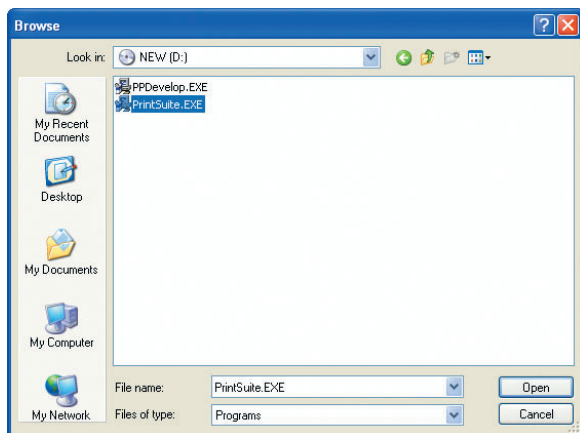 Browse
Look in: NEW (D:)
PPDevelop.EXE
PrintSuite.EXE
My Recent
Documents
Desktop
My Documents
My Computer
My Network
File name: PrintSuite.EXE Open
Files of type: Programs Cancel